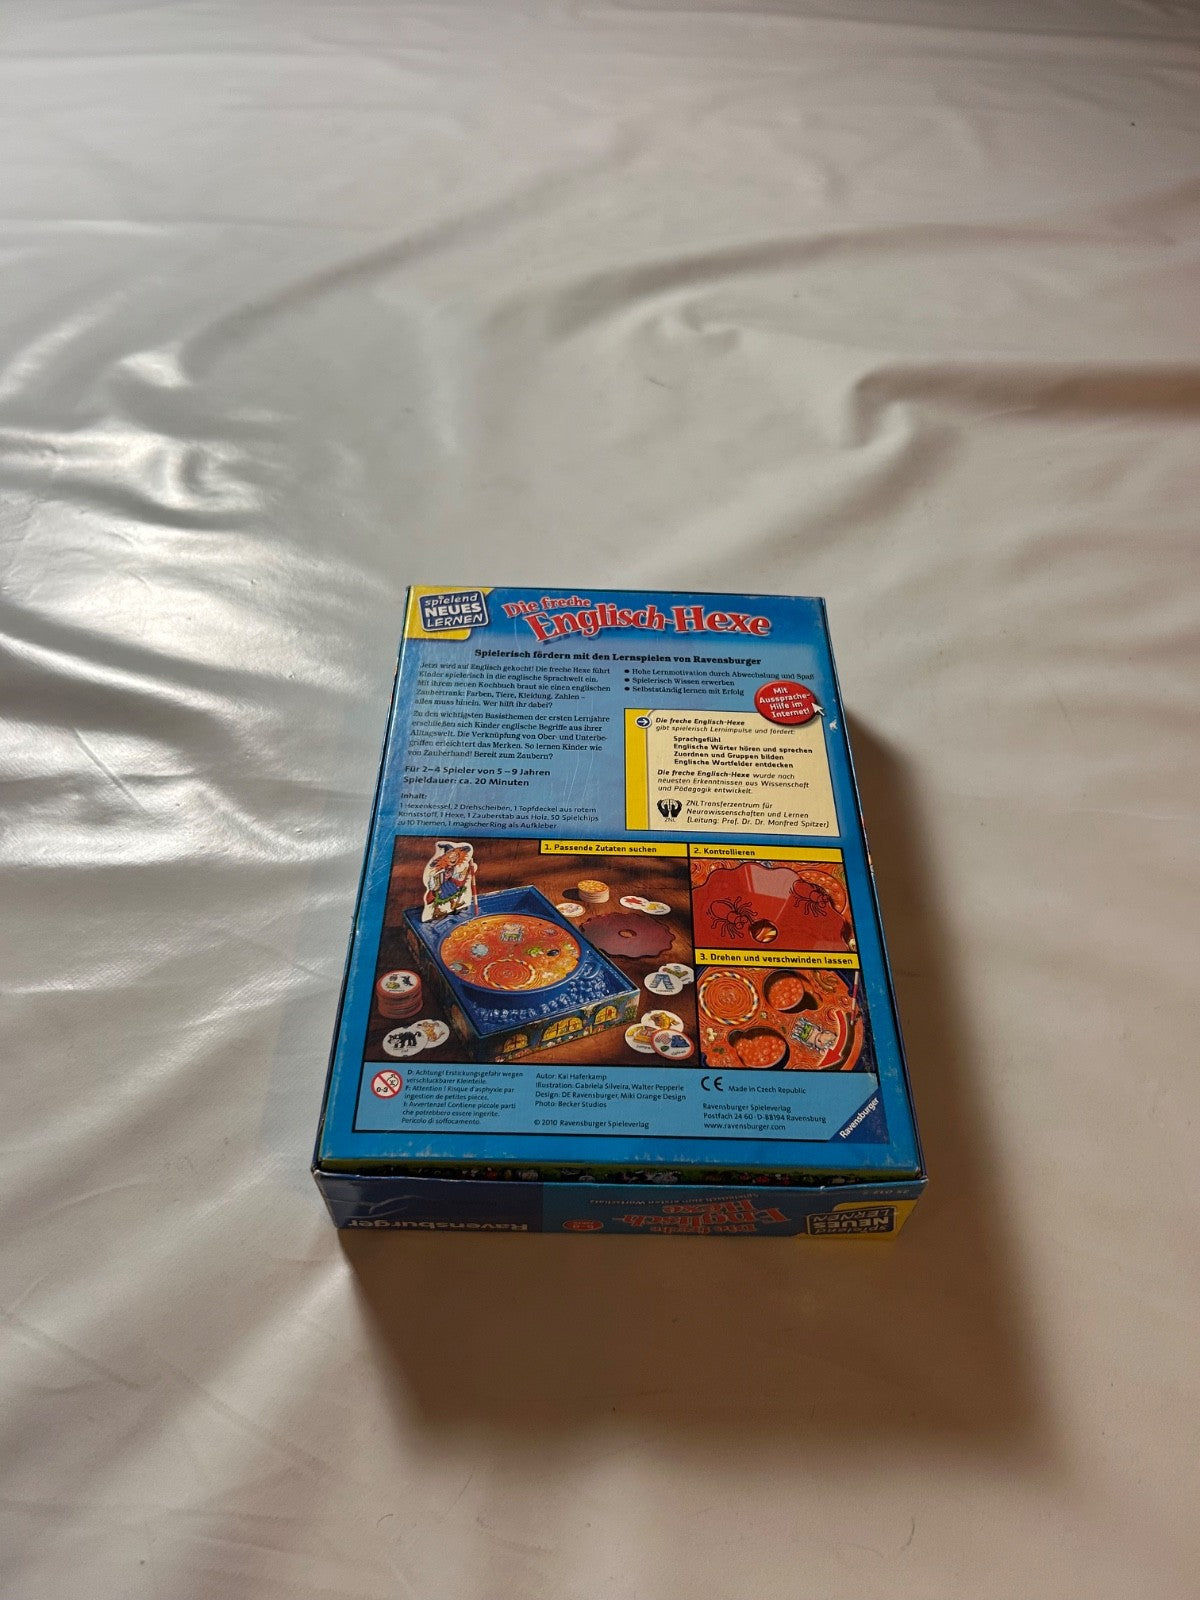 spielend
NEUES
LERNEN
Die freche
Englisch-Hexe
Spielerisch fördern mit den Lernspielen von Ravensburger
Jetzt wird auf Englisch gekocht! Die freche Hexe führt
Kinder spielerisch in die englische Sprachwelt ein.
Mit ihrem neuen Kochbuch braut sie einen englischen
Zaubertrank: Farben, Tiere, Kleidung, Zahlen –
alles muss hinein. Wer hilft ihr dabei?
Zu den wichtigsten Basisthemen der ersten Lernjahre
erschließen sich Kinder englische Begriffe aus ihrer
Alltagswelt. Die Verknüpfung von Ober- und Unterbe-
griffen erleichtert das Merken. So lernen Kinder wie
von Zauberhand! Bereit zum Zaubern?
Für 2–4 Spieler von 5–9 Jahren
Spieldauer: ca. 20 Minuten
Inhalt:
1 Hexenkessel, 2 Drehscheiben, 1 Topfdeckel aus rotem
Kunststoff, 1 Hexe, 1 Zauberstab aus Holz, 50 Spielchips
zu 10 Themen, 1 magischer Ring als Aufkleber
● Hohe Lernmotivation durch Abwechslung und Spaß
● Spielerisch Wissen erwerben
● Selbstständig lernen mit Erfolg
Mit
Aussprache-
Hilfe im
Internet!
Die freche Englisch-Hexe
gibt spielerisch Lernimpulse und fördert:
Sprachgefühl
Englische Wörter hören und sprechen
Zuordnen und Gruppen bilden
Englische Wortfelder entdecken
Die freche Englisch-Hexe wurde nach
neuesten Erkenntnissen aus Wissenschaft
und Pädagogik entwickelt.
ZNL
ZNL Transferzentrum für
Neurowissenschaften und Lernen
(Leitung: Prof. Dr. Dr. Manfred Spitzer)
1. Passende Zutaten suchen
2. Kontrollieren
3. Drehen und verschwinden lassen
0-3
D: Achtung! Erstickungsgefahr wegen
verschluckbarer Kleinteile.
F: Attention ! Risque d'asphyxie par
ingestion de petites pièces.
I: Avvertenza! Contiene piccole parti
che potrebbero essere ingerite.
Pericolo di soffocamento.
Autor: Kai Haferkamp
Illustration: Gabriela Silveira, Walter Pepperle
Design: DE Ravensburger, Miki Orange Design
Photo: Becker Studios
© 2010 Ravensburger Spieleverlag
CE Made in Czech Republic
Ravensburger Spieleverlag
Postfach 24 60 · D-88194 Ravensburg
www.ravensburger.com
Ravensburger
Ravensburger
Die freche
Englisch-
Hexe
spielend
NEUES
LERNEN